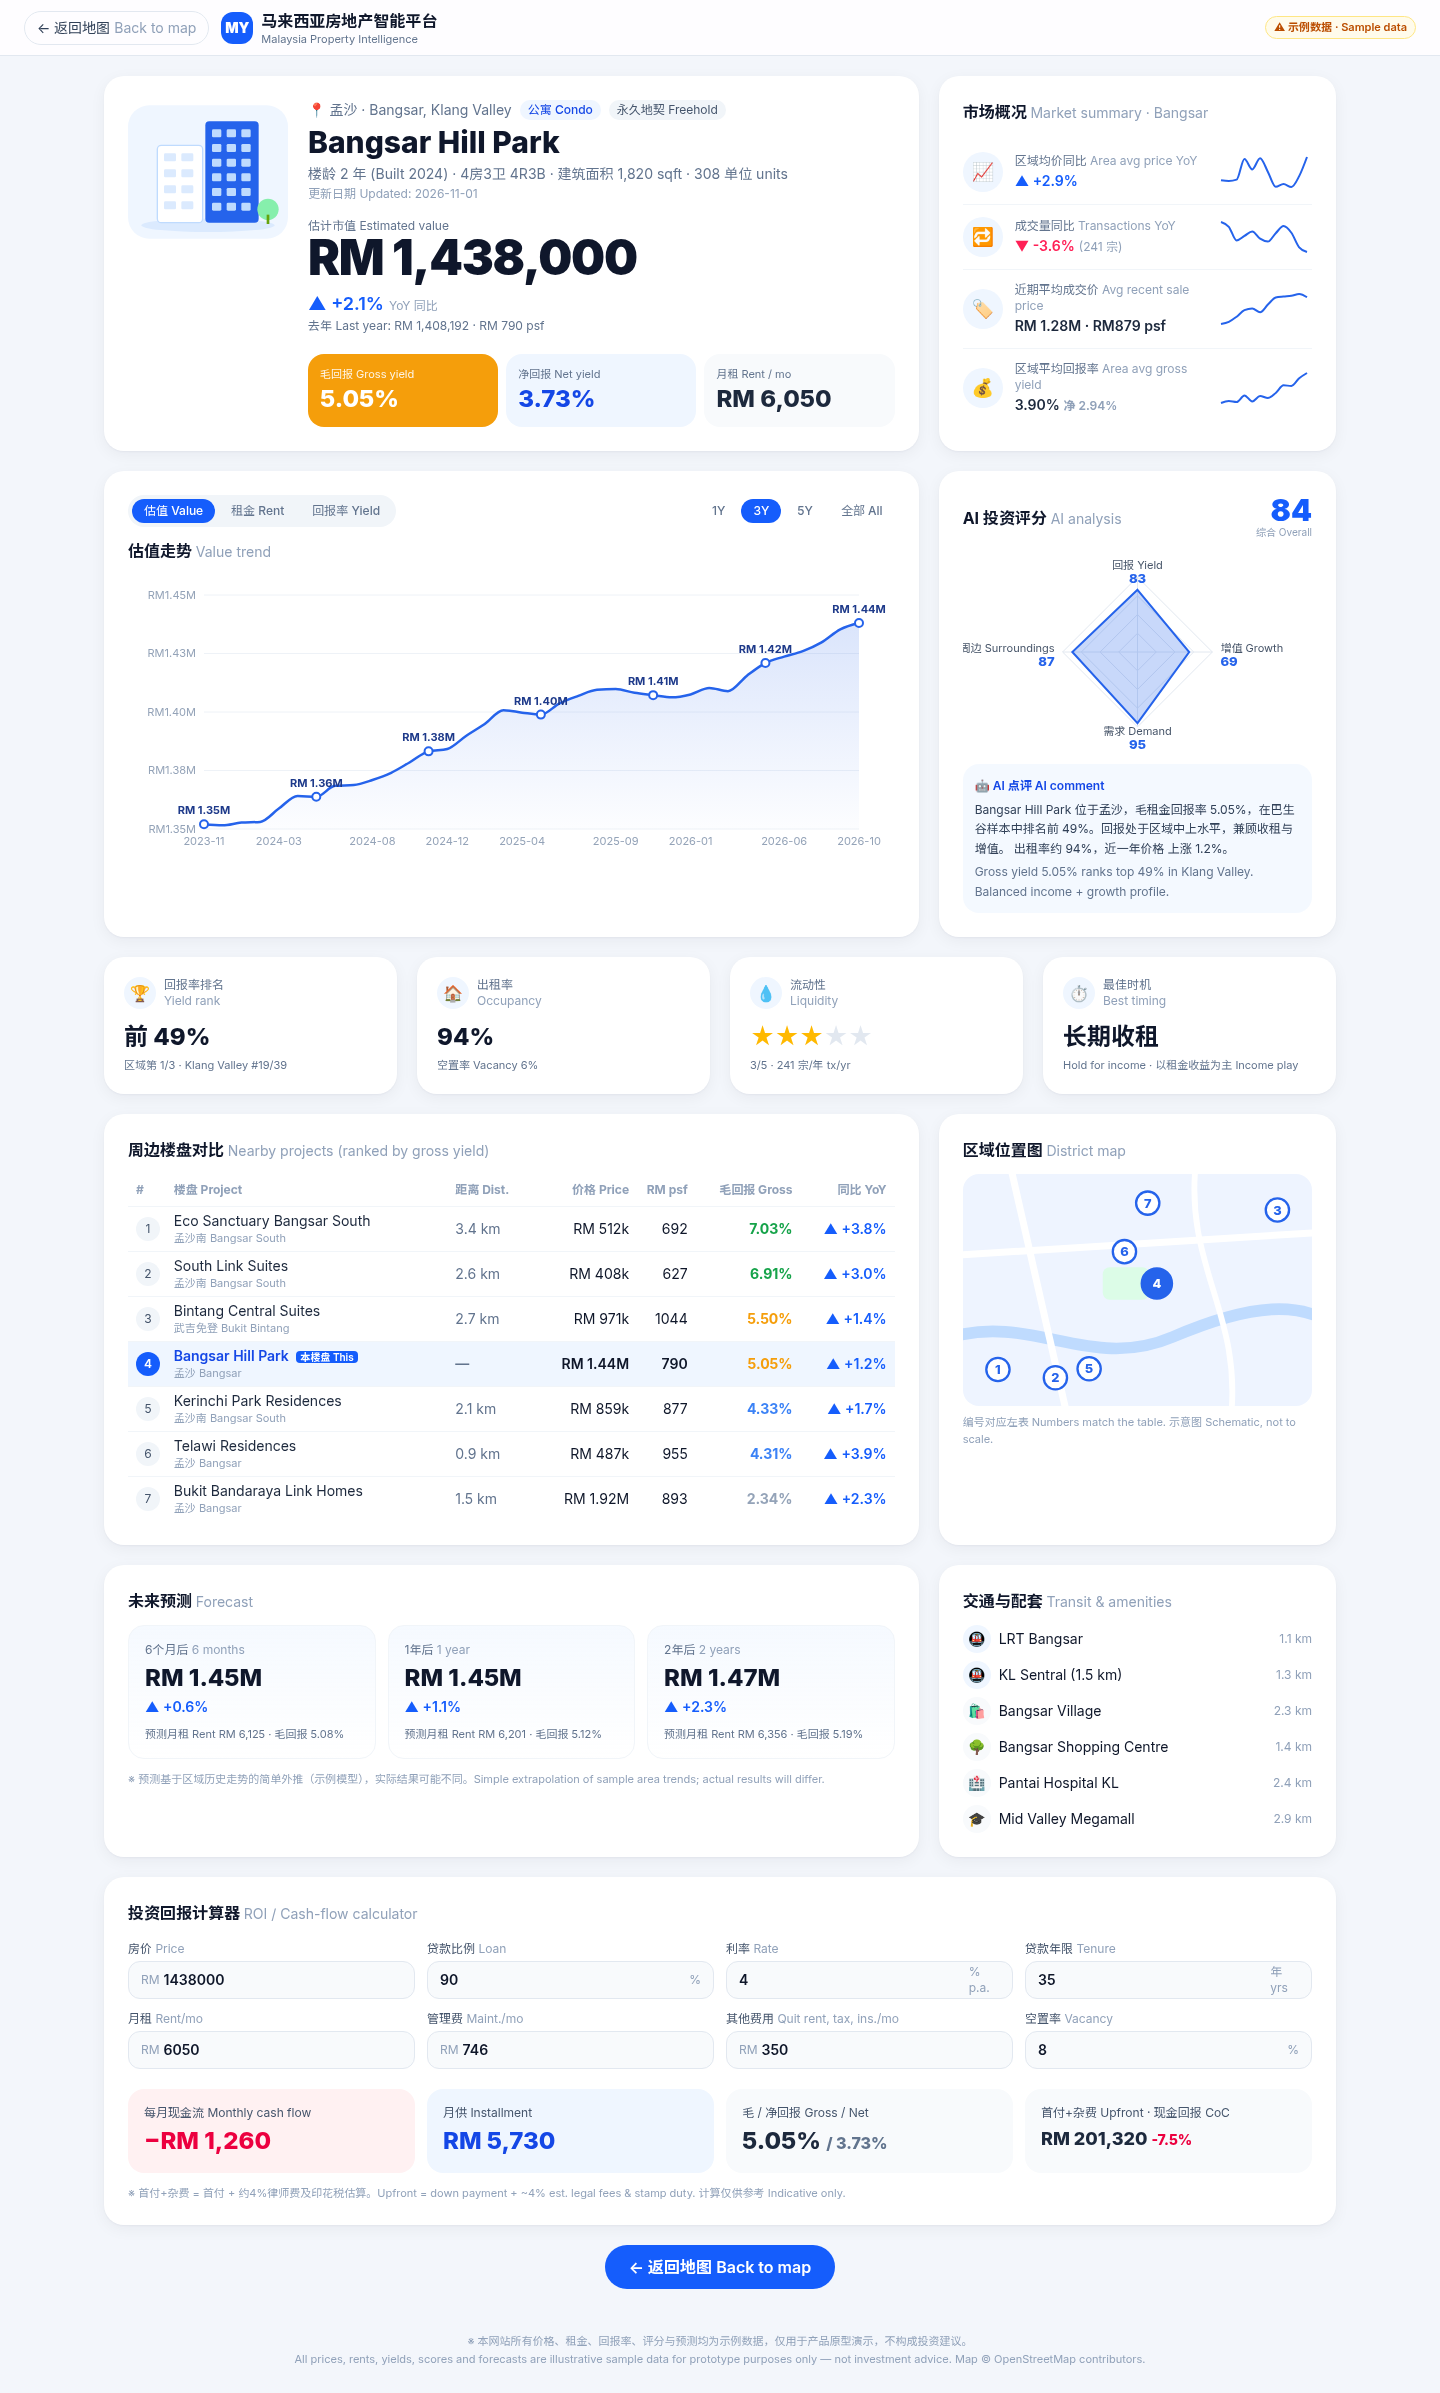 ← 返回地图 Back to map
MY
马来西亚房地产智能平台
Malaysia Property Intelligence
⚠ 示例数据 · Sample data
📍 孟沙 · Bangsar, Klang Valley 公寓 Condo 永久地契 Freehold
Bangsar Hill Park
楼龄 2 年 (Built 2024) · 4房3卫 4R3B · 建筑面积 1,820 sqft · 308 单位 units
更新日期 Updated: 2026-11-01
估计市值 Estimated value
RM 1,438,000
▲ +2.1% YoY 同比
去年 Last year: RM 1,408,192 · RM 790 psf
毛回报 Gross yield
5.05%
净回报 Net yield
3.73%
月租 Rent / mo
RM 6,050
市场概况 Market summary · Bangsar
区域均价同比 Area avg price YoY
▲ +2.9%
成交量同比 Transactions YoY
▼ -3.6% (241 宗)
近期平均成交价 Avg recent sale
price
RM 1.28M · RM879 psf
区域平均回报率 Area avg gross
yield
3.90% 净 2.94%
估值 Value 租金 Rent 回报率 Yield
1Y 3Y 5Y 全部 All
估值走势 Value trend
RM1.45M
RM1.43M
RM1.40M
RM1.38M
RM1.35M
RM 1.35M
RM 1.36M
RM 1.38M
RM 1.40M
RM 1.41M
RM 1.42M
RM 1.44M
2023-11 2024-03 2024-08 2024-12 2025-04 2025-09 2026-01 2026-06 2026-10
AI 投资评分 AI analysis
84
综合 Overall
回报 Yield
83
周边 Surroundings
87
增值 Growth
69
需求 Demand
95
🤖 AI 点评 AI comment
Bangsar Hill Park 位于孟沙，毛租金回报率 5.05%，在巴生
谷样本中排名前 49%。回报处于区域中上水平，兼顾收租与
增值。 出租率约 94%，近一年价格 上涨 1.2%。
Gross yield 5.05% ranks top 49% in Klang Valley.
Balanced income + growth profile.
回报率排名
Yield rank
前 49%
区域第 1/3 · Klang Valley #19/39
出租率
Occupancy
94%
空置率 Vacancy 6%
流动性
Liquidity
★★★★★
3/5 · 241 宗/年 tx/yr
最佳时机
Best timing
长期收租
Hold for income · 以租金收益为主 Income play
周边楼盘对比 Nearby projects (ranked by gross yield)
# 楼盘 Project 距离 Dist. 价格 Price RM psf 毛回报 Gross 同比 YoY
1 Eco Sanctuary Bangsar South 3.4 km RM 512k 692 7.03% ▲ +3.8%
孟沙南 Bangsar South
2 South Link Suites 2.6 km RM 408k 627 6.91% ▲ +3.0%
孟沙南 Bangsar South
3 Bintang Central Suites 2.7 km RM 971k 1044 5.50% ▲ +1.4%
武吉免登 Bukit Bintang
4 Bangsar Hill Park 本楼盘 This — RM 1.44M 790 5.05% ▲ +1.2%
孟沙 Bangsar
5 Kerinchi Park Residences 2.1 km RM 859k 877 4.33% ▲ +1.7%
孟沙南 Bangsar South
6 Telawi Residences 0.9 km RM 487k 955 4.31% ▲ +3.9%
孟沙 Bangsar
7 Bukit Bandaraya Link Homes 1.5 km RM 1.92M 893 2.34% ▲ +2.3%
孟沙 Bangsar
区域位置图 District map
7
3
6
4
1
2
5
编号对应左表 Numbers match the table. 示意图 Schematic, not to
scale.
未来预测 Forecast
6个月后 6 months
RM 1.45M
▲ +0.6%
预测月租 Rent RM 6,125 · 毛回报 5.08%
1年后 1 year
RM 1.45M
▲ +1.1%
预测月租 Rent RM 6,201 · 毛回报 5.12%
2年后 2 years
RM 1.47M
▲ +2.3%
预测月租 Rent RM 6,356 · 毛回报 5.19%
※ 预测基于区域历史走势的简单外推（示例模型），实际结果可能不同。Simple extrapolation of sample area trends; actual results will differ.
交通与配套 Transit & amenities
LRT Bangsar 1.1 km
KL Sentral (1.5 km) 1.3 km
Bangsar Village 2.3 km
Bangsar Shopping Centre 1.4 km
Pantai Hospital KL 2.4 km
Mid Valley Megamall 2.9 km
投资回报计算器 ROI / Cash-flow calculator
房价 Price
RM 1438000
贷款比例 Loan
90 %
利率 Rate
4 % p.a.
贷款年限 Tenure
35 年 yrs
月租 Rent/mo
RM 6050
管理费 Maint./mo
RM 746
其他费用 Quit rent, tax, ins./mo
RM 350
空置率 Vacancy
8 %
每月现金流 Monthly cash flow
−RM 1,260
月供 Installment
RM 5,730
毛 / 净回报 Gross / Net
5.05% / 3.73%
首付+杂费 Upfront · 现金回报 CoC
RM 201,320 -7.5%
※ 首付+杂费 = 首付 + 约4%律师费及印花税估算。Upfront = down payment + ~4% est. legal fees & stamp duty. 计算仅供参考 Indicative only.
← 返回地图 Back to map
※ 本网站所有价格、租金、回报率、评分与预测均为示例数据，仅用于产品原型演示，不构成投资建议。
All prices, rents, yields, scores and forecasts are illustrative sample data for prototype purposes only — not investment advice. Map © OpenStreetMap contributors.